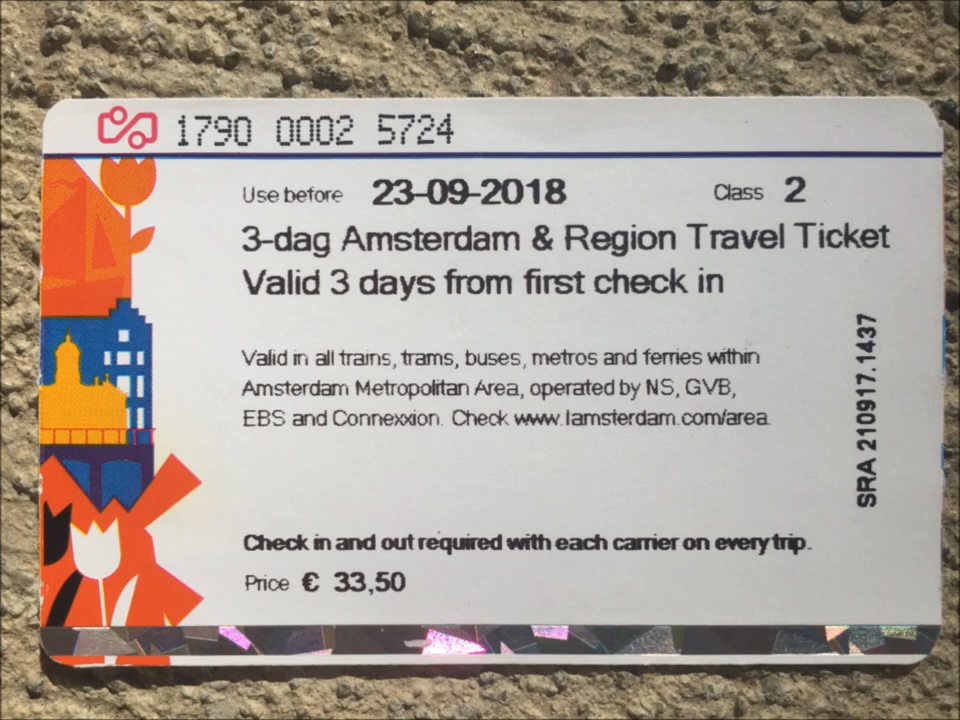 1790 0002 5724
Use before 23-09-2018 Class 2
3-dag Amsterdam & Region Travel Ticket
Valid 3 days from first check in
Valid in all trains, trams, buses, metros and ferries within
Amsterdam Metropolitan Area, operated by NS, GVB,
EBS and Connexxion. Check www.Iamsterdam.com/area.
SRA 210917.1437
Check in and out required with each carrier on every trip.
Price € 33,50